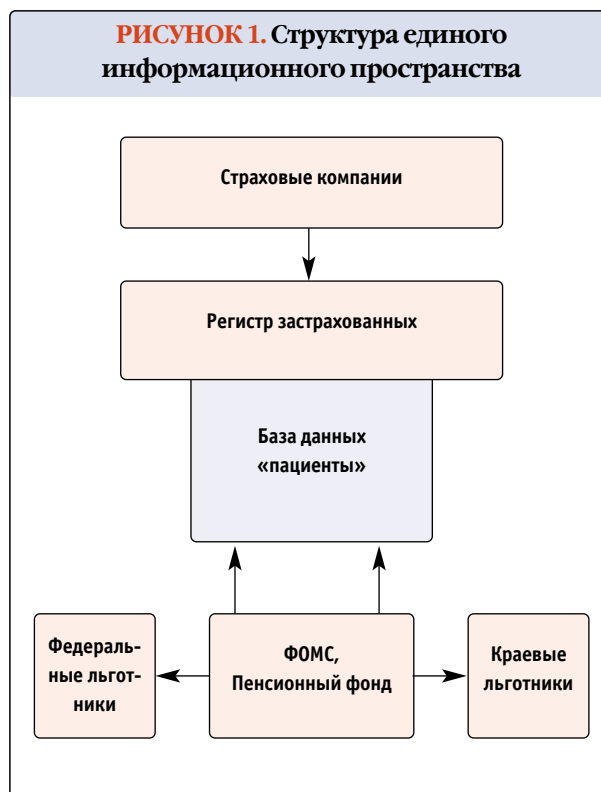 РИСУНОК 1. Структура единого
информационного пространства
Страховые компании
Регистр застрахованных
База данных
«пациенты»
Федераль-
ные льгот-
ники
ФОМС,
Пенсионный фонд
Краевые
льготники